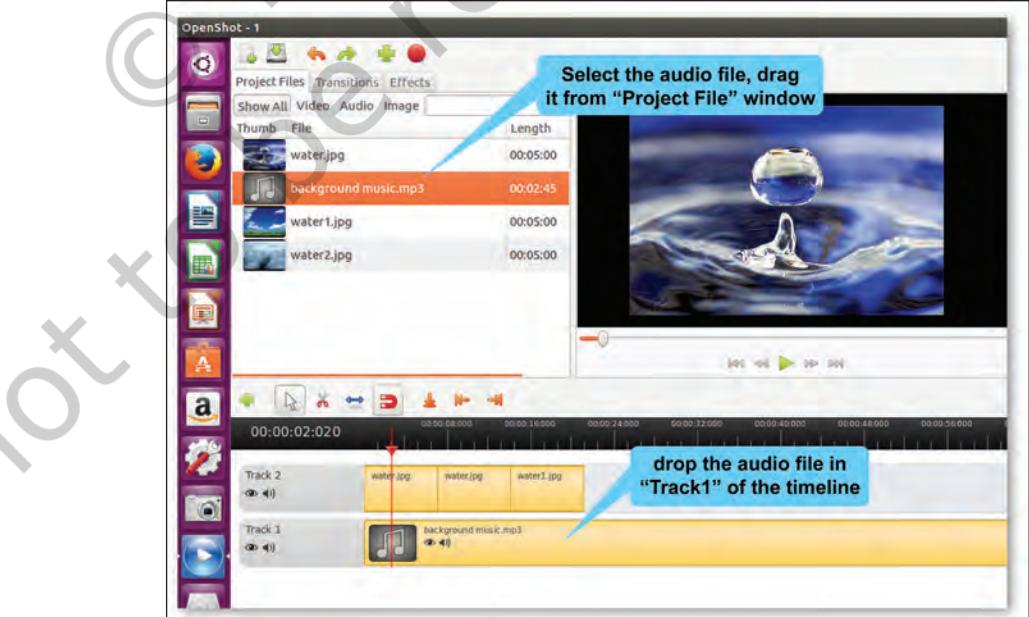 OpenShot - 1
Project Files Transitions Effects
Select the audio file, drag
it from “Project File” window
Show All Video Audio Image
Thumb File Length
water.jpg 00:05:00
background music.mp3 00:02:45
water1.jpg 00:05:00
water2.jpg 00:05:00
00:00:02:020
00:00:08:000 00:00:16:000 00:00:24:000 00:00:32:000 00:00:40:000 00:00:48:000 00:00:56:000
drop the audio file in
“Track1” of the timeline
Track 2
water.jpg water.jpg water1.jpg
Track 1
background music.mp3
©
not to be